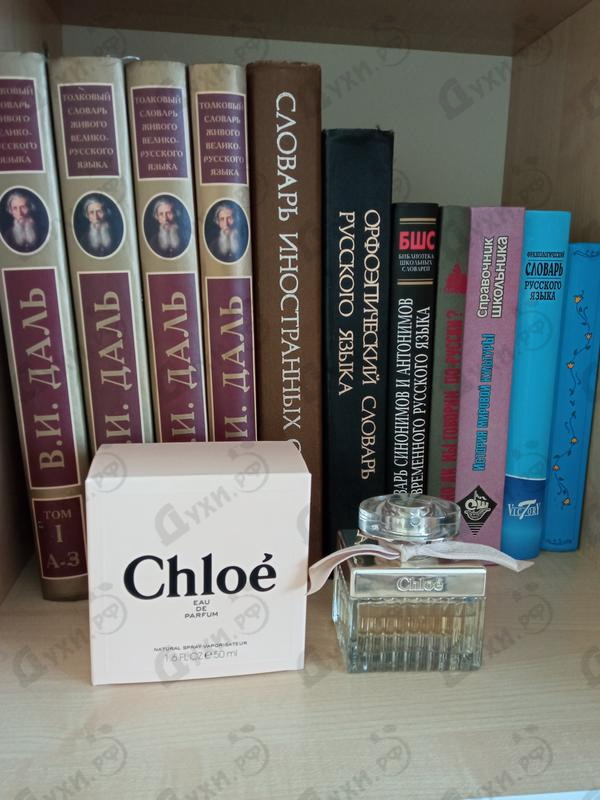 ТОЛКОВЫЙ
СЛОВАРЬ
ЖИВОГО
ВЕЛИКО-
РУССКОГО
ЯЗЫКА
В.И. ДАЛЬ
ТОМ
I
А-З
ТОЛКОВЫЙ
СЛОВАРЬ
ЖИВОГО
ВЕЛИКО-
РУССКОГО
ЯЗЫКА
И. ДАЛЬ
ТОЛКОВЫЙ
СЛОВАРЬ
ЖИВОГО
ВЕЛИКО-
РУССКОГО
ЯЗЫКА
И. ДАЛЬ
ТОЛКОВЫЙ
СЛОВАРЬ
ЖИВОГО
ВЕЛИКО-
РУССКОГО
ЯЗЫКА
И. ДАЛЬ
СЛОВАРЬ ИНОСТРАННЫХ С
ОРФОЭПИЧЕСКИЙ СЛОВАРЬ
РУССКОГО ЯЗЫКА
БШС
БИБЛИОТЕКА
ШКОЛЬНЫХ
СЛОВАРЕЙ
ВАРЬ СИНОНИМОВ И АНТОНИМОВ
ВРЕМЕННОГО РУССКОГО ЯЗЫКА
Справочник
школьника
ИСТОРИЯ МИРОВОЙ КУЛЬТУРЫ
СШ
ФРАЗЕОЛОГИЧЕСКИЙ
СЛОВАРЬ
РУССКОГО
ЯЗЫКА
VICTORY
Chloé
EAU
DE
PARFUM
NATURAL SPRAY VAPORISATEUR
1.6 FL.OZ e 50 ml
Chloé
ДУХИ.РФ